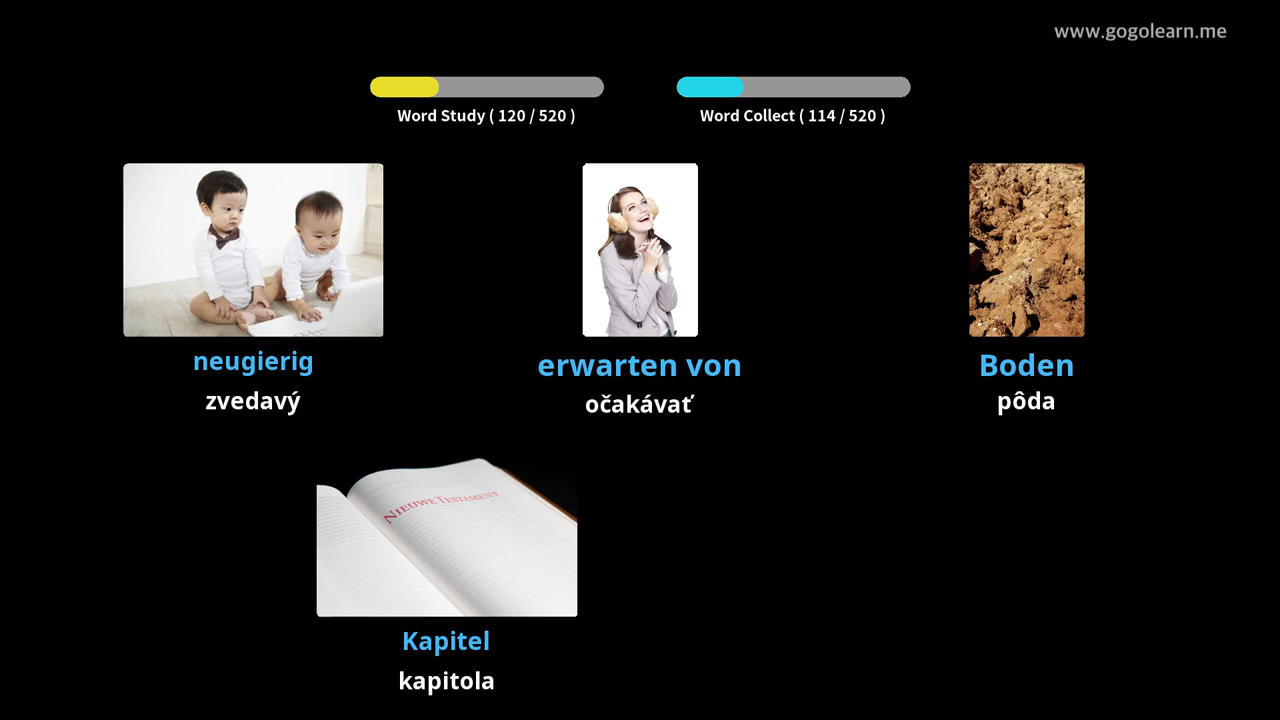 www.gogolearn.me
Word Study ( 120 / 520 )
Word Collect ( 114 / 520 )
neugierig
zvedavý
erwarten von
očakávať
Boden
pôda
NIEUWE TESTAMENT
Kapitel
kapitola